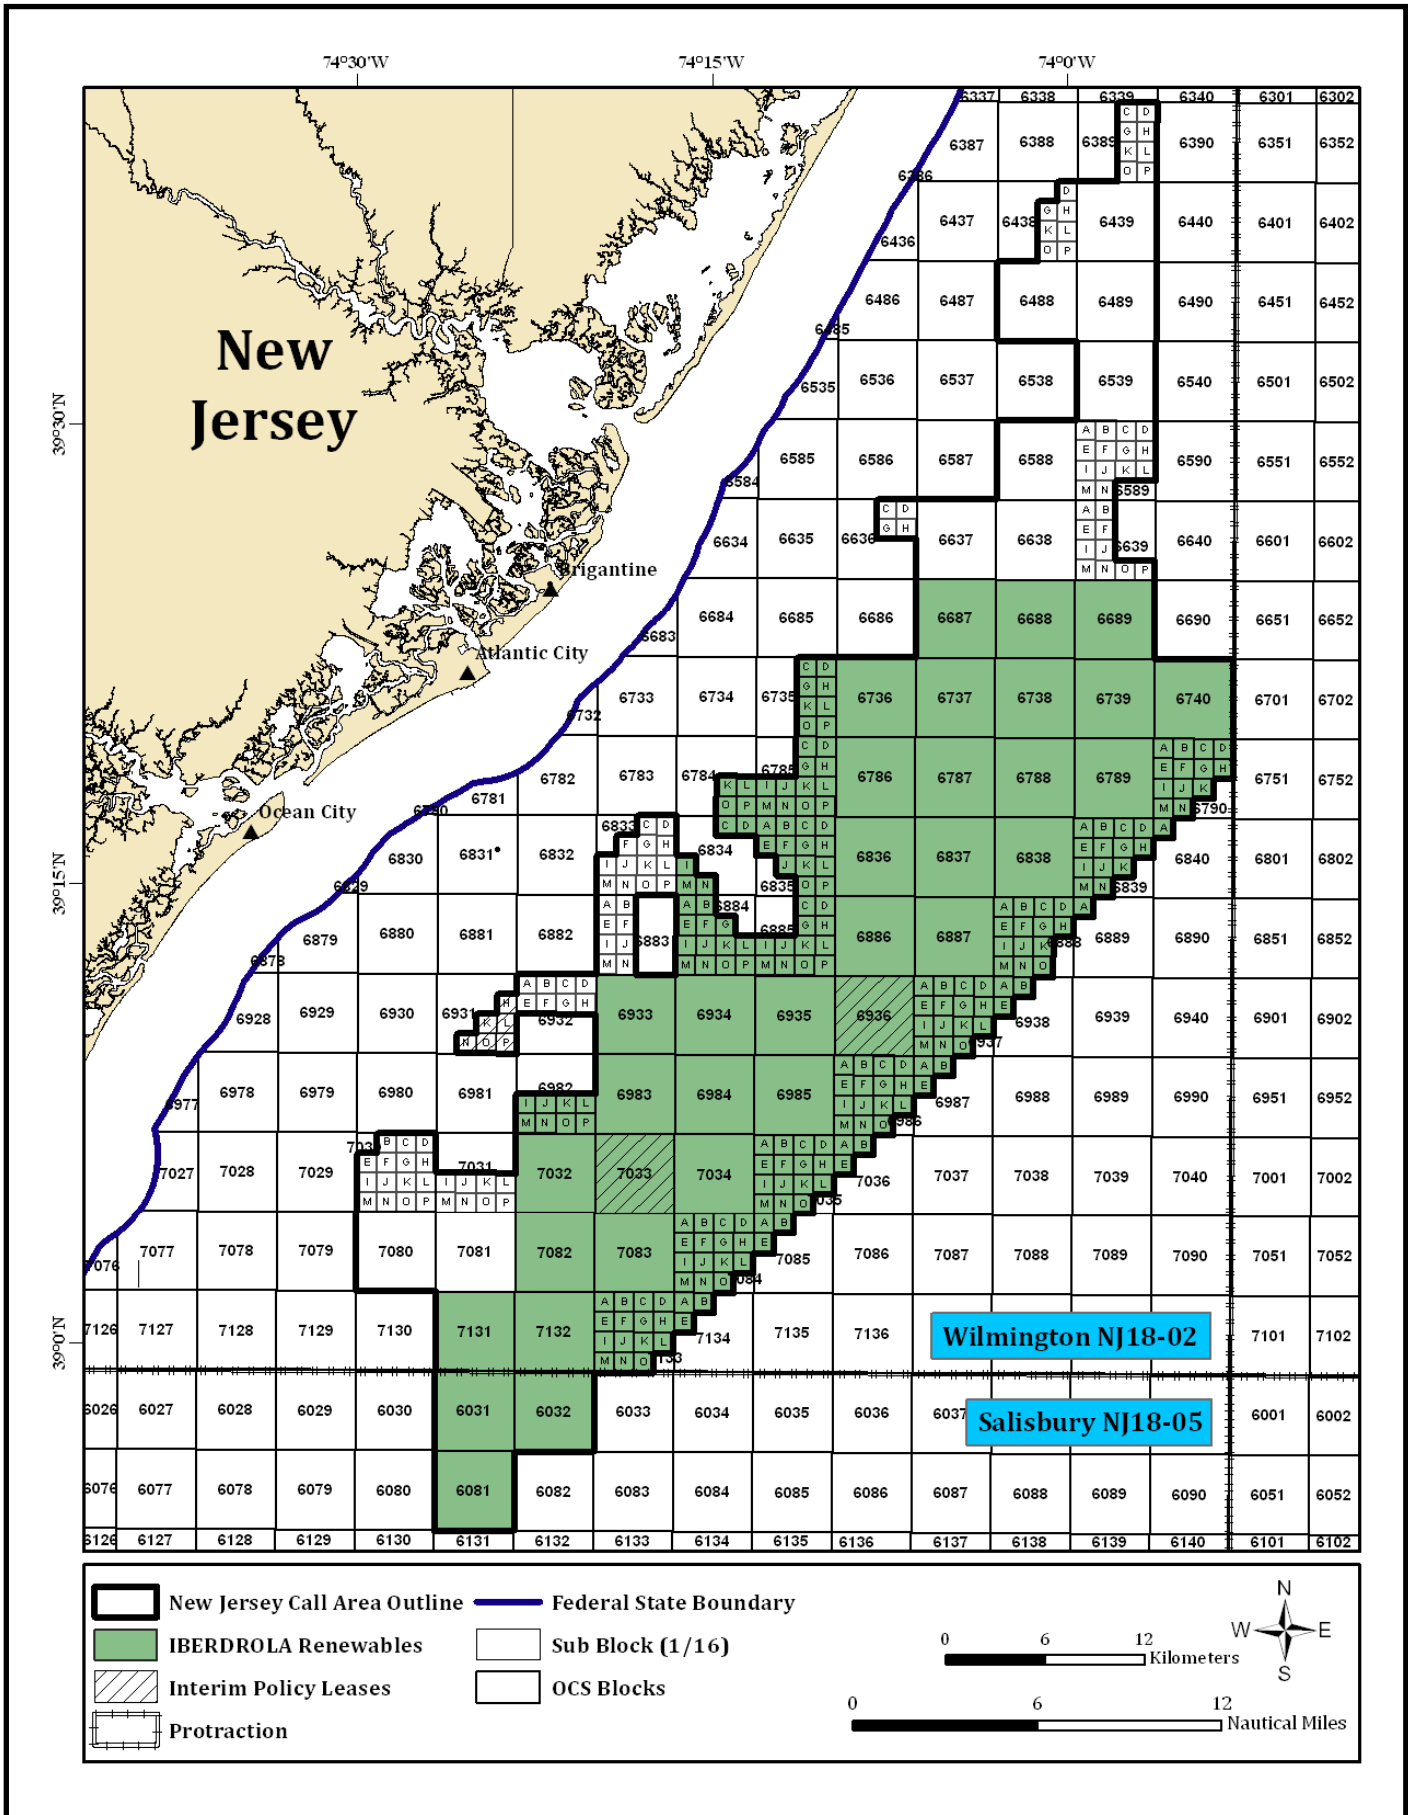 74°30'W 74°15'W 74°0'W
6337 6338 6339 6340 6301 6302
C D
6387 6388 6389 G H 6390 6351 6352
K L
O P
6386
D
6437 6438 G H 6439 6440 6401 6402
K L
6436 O P
6486 6487 6488 6489 6490 6451 6452
6485
New
Jersey
6535 6536 6537 6538 6539 6540 6501 6502
39°30'N
A B C D
E F G H
6585 6586 6587 6588 I J K L 6590 6551 6552
6584 M N 6589
C D A B
G H E F
6634 6635 6636 6637 6638 I J 6639 6640 6601 6602
M N O P
Brigantine
6683 6684 6685 6686 6687 6688 6689 6690 6651 6652
Atlantic City
C D
G H
6732 6733 6734 6735 K L 6736 6737 6738 6739 6740 6701 6702
O P
C D A B C D
G H E F G H
6781 6782 6783 6784 6785 6786 6787 6788 6789 I J K 6751 6752
K L I J K L M N 6790
O P M N O P
6780
Ocean City
6833 C D C D A B C D A B C D A
F G H E F G H E F G H
6830 6831 6832 I J K L 6834 J K L 6836 6837 6838 I J K 6840 6801 6802
M N O P I 6835 O P M N 6839
M N
6829
39°15'N
A B A B 6884 C D A B C D A
E F E F G 6885 G H E F G H
6879 6880 6881 6882 I J 6883 I J K L I J K L 6886 6887 I J K 6888 6889 6890 6851 6852
M N M N O P M N O P M N O
6878
A B C D A B C D A B
H E F G H E F G H E
6928 6929 6930 6931 K L 6932 6933 6934 6935 6936 I J K L 6938 6939 6940 6901 6902
N O P M N O 6937
A B C D A B
E F G H E
6977 6978 6979 6980 6981 6982 6983 6984 6985 I J K L 6987 6988 6989 6990 6951 6952
I J K L M N O 6986
M N O P
B C D A B C D A B
E F G H E F G H E
7027 7028 7029 I J K L 7031 I J K L 7032 7033 7034 I J K L 7036 7037 7038 7039 7040 7001 7002
M N O P M N O P M N O
A B C D A B
E F G H E
7076 7077 7078 7079 7080 7081 7082 7083 I J K L 7085 7086 7087 7088 7089 7090 7051 7052
M N O
A B C D A B
E F G H E
7126 7127 7128 7129 7130 7131 7132 I J K L 7134 7135 7136 7101 7102
M N O
39°0'N
Wilmington NJ18-02
6026 6027 6028 6029 6030 6031 6032 6033 6034 6035 6036 6037 6001 6002
Salisbury NJ18-05
6076 6077 6078 6079 6080 6081 6082 6083 6084 6085 6086 6087 6088 6089 6090 6051 6052
6126 6127 6128 6129 6130 6131 6132 6133 6134 6135 6136 6137 6138 6139 6140 6101 6102
New Jersey Call Area Outline
Federal State Boundary
IBERDROLA Renewables
Sub Block (1/16)
Interim Policy Leases
OCS Blocks
Protraction
N
W E
S
0 6 12
Kilometers
0 6 12
Nautical Miles